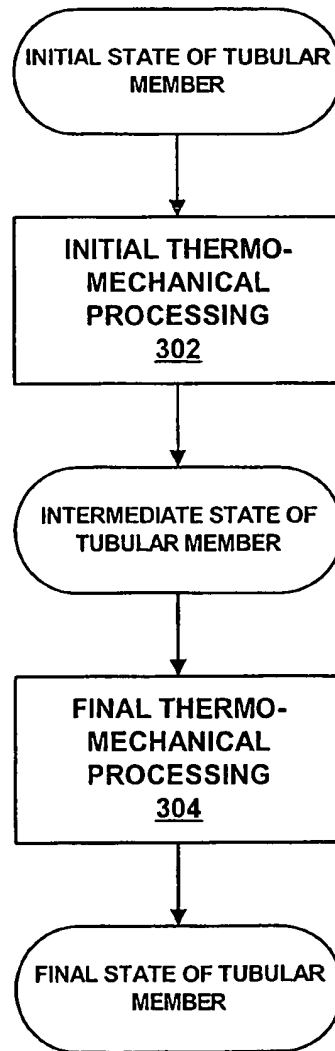 INITIAL STATE OF TUBULAR
MEMBER
INITIAL THERMO-
MECHANICAL
PROCESSING
302
INTERMEDIATE STATE OF
TUBULAR MEMBER
FINAL THERMO-
MECHANICAL
PROCESSING
304
FINAL STATE OF TUBULAR
MEMBER